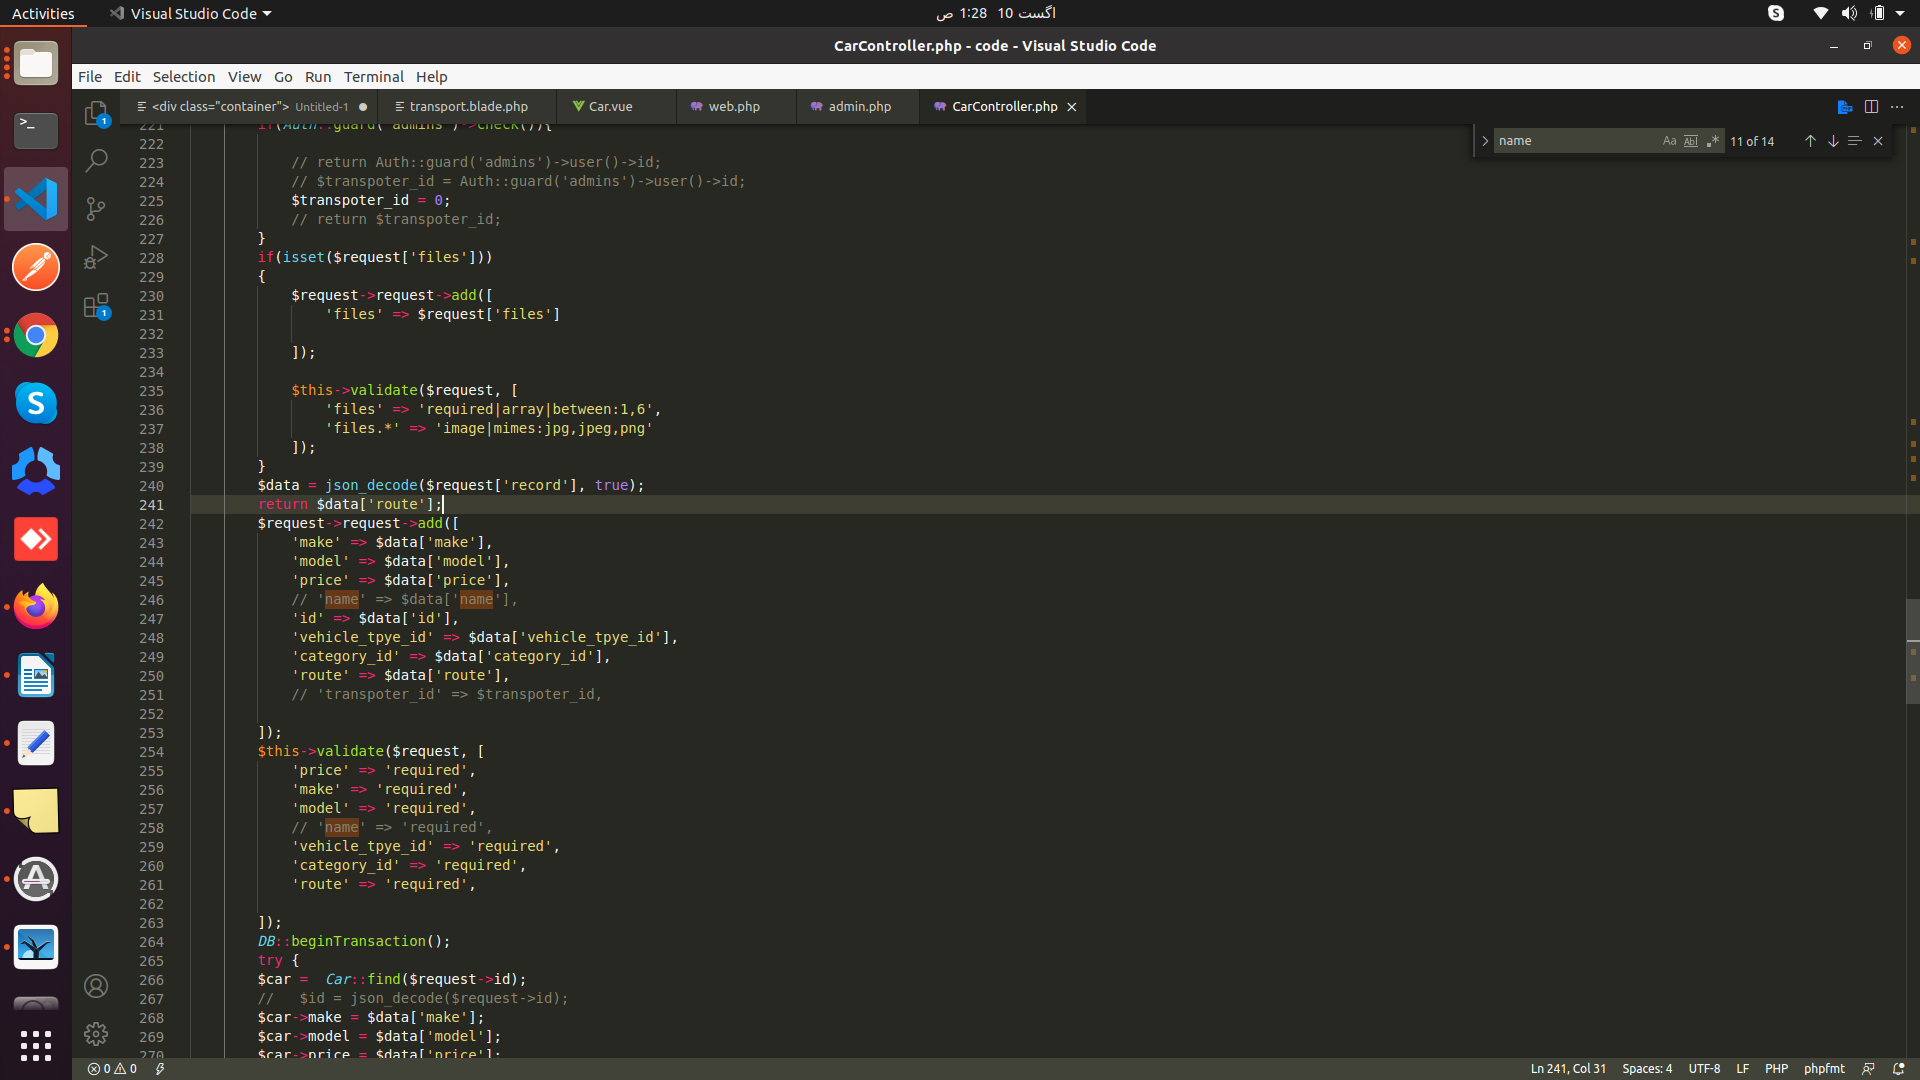 Activities
Visual Studio Code
اگست 10  1:28 ص
CarController.php - code - Visual Studio Code
File Edit Selection View Go Run Terminal Help
<div class="container"> Untitled-1
transport.blade.php
Car.vue
web.php
admin.php
CarController.php
name
11 of 14
221 if(Auth::guard('admins')->check()){
222
223 // return Auth::guard('admins')->user()->id;
224 // $transpoter_id = Auth::guard('admins')->user()->id;
225 $transpoter_id = 0;
226 // return $transpoter_id;
227 }
228 if(isset($request['files']))
229 {
230 $request->request->add([
231 'files' => $request['files']
232
233 ]);
234
235 $this->validate($request, [
236 'files' => 'required|array|between:1,6',
237 'files.*' => 'image|mimes:jpg,jpeg,png'
238 ]);
239 }
240 $data = json_decode($request['record'], true);
241 return $data['route'];
242 $request->request->add([
243 'make' => $data['make'],
244 'model' => $data['model'],
245 'price' => $data['price'],
246 // 'name' => $data['name'],
247 'id' => $data['id'],
248 'vehicle_tpye_id' => $data['vehicle_tpye_id'],
249 'category_id' => $data['category_id'],
250 'route' => $data['route'],
251 // 'transpoter_id' => $transpoter_id,
252
253 ]);
254 $this->validate($request, [
255 'price' => 'required',
256 'make' => 'required',
257 'model' => 'required',
258 // 'name' => 'required',
259 'vehicle_tpye_id' => 'required',
260 'category_id' => 'required',
261 'route' => 'required',
262
263 ]);
264 DB::beginTransaction();
265 try {
266 $car =  Car::find($request->id);
267 //   $id = json_decode($request->id);
268 $car->make = $data['make'];
269 $car->model = $data['model'];
270 $car->price = $data['price'];
0 0
Ln 241, Col 31 Spaces: 4 UTF-8 LF PHP phpfmt